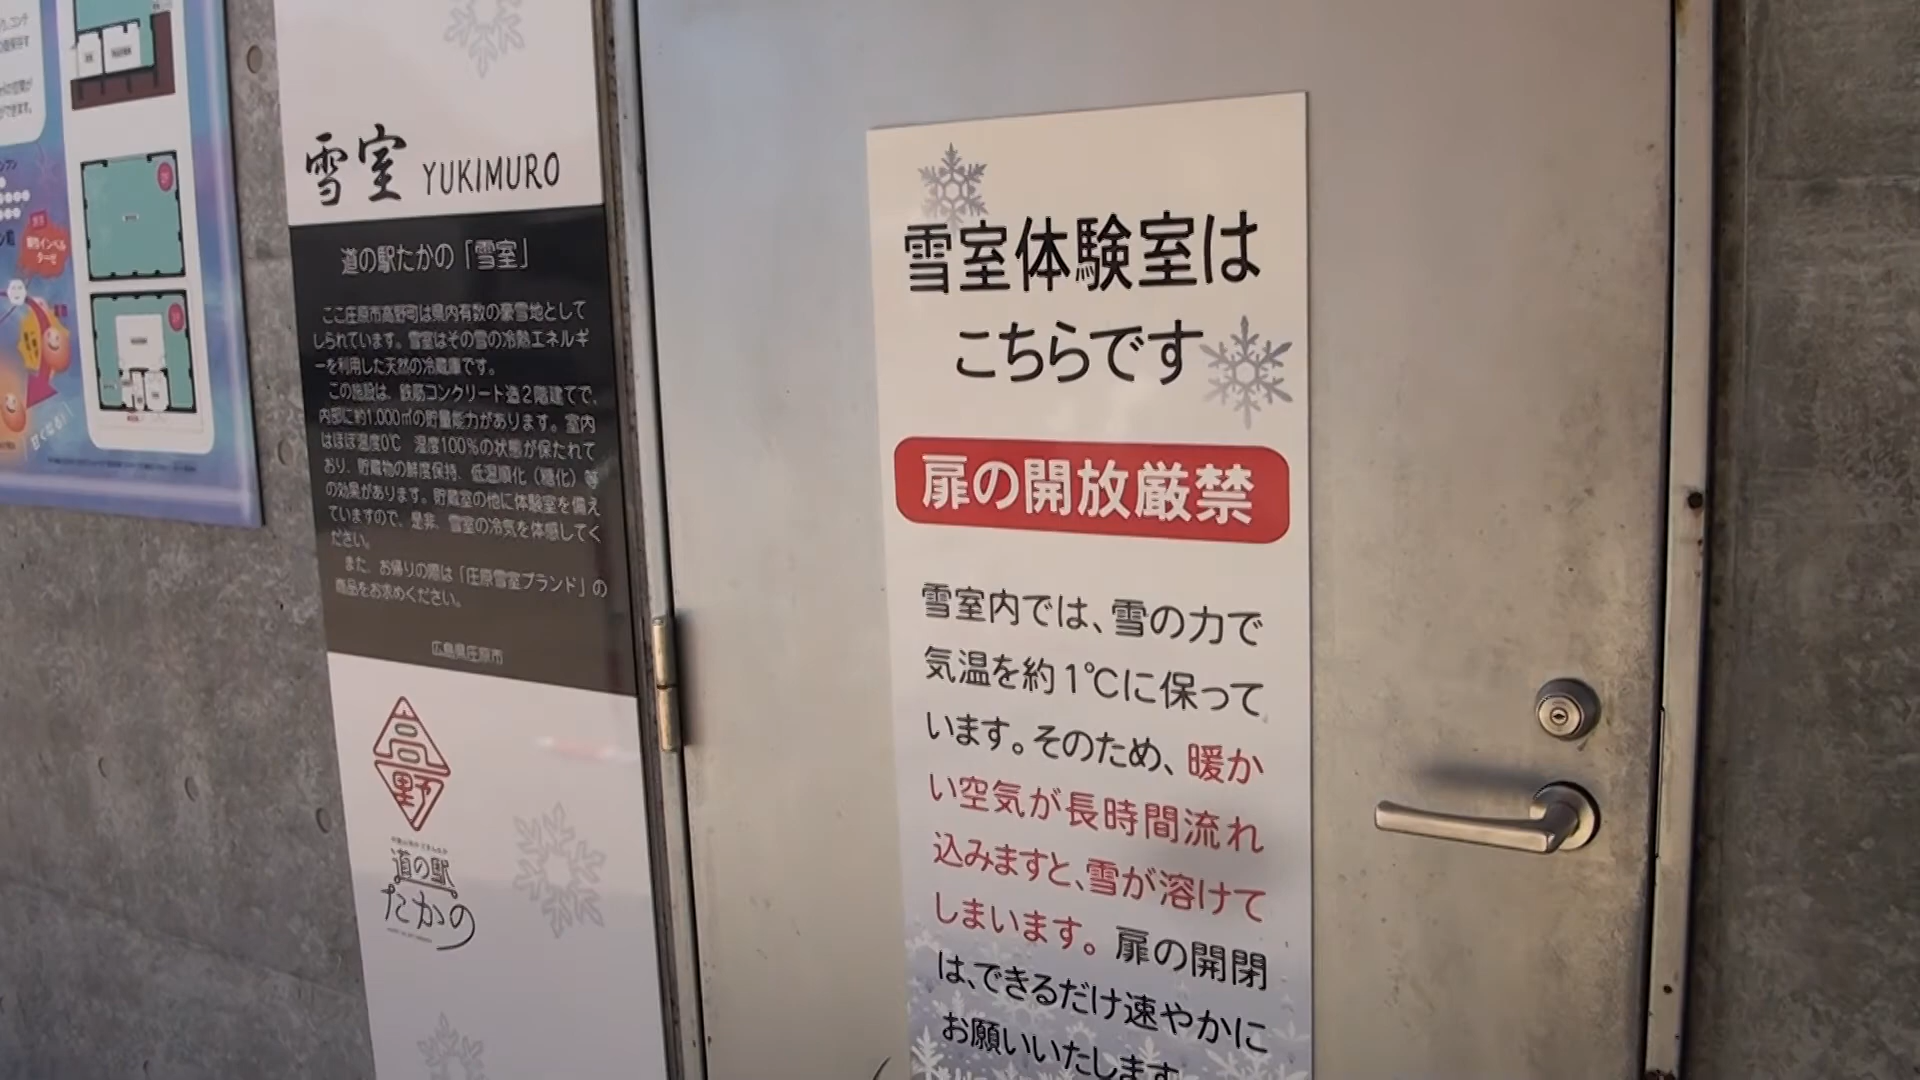 雪室 YUKIMURO
道の駅たかの「雪室」
ここ庄原市高野町は県内有数の豪雪地として
しられています。雪室はその雪の冷熱エネルギ
ーを利用した天然の冷蔵庫です。
この施設は、鉄筋コンクリート造2階建てで、
内部に約1,000㎥の貯量能力があります。室内
はほぼ温度0℃ 湿度100%の状態が保たれて
おり、貯蔵物の鮮度保持、低温順化（糖化）等
の効果があります。貯蔵室の他に体験室を備え
ていますので、是非、雪室の冷気を体感してく
ださい。
また、お帰りの際は「庄原雪室ブランド」の
商品をお求めください。
広島県庄原市
高野
道の駅
たかの
雪室体験室は
こちらです
扉の開放厳禁
雪室内では、雪の力で
気温を約1℃に保って
います。そのため、暖か
い空気が長時間流れ
込みますと、雪が溶けて
しまいます。扉の開閉
は、できるだけ速やかに
お願いいたします
甘くなる!